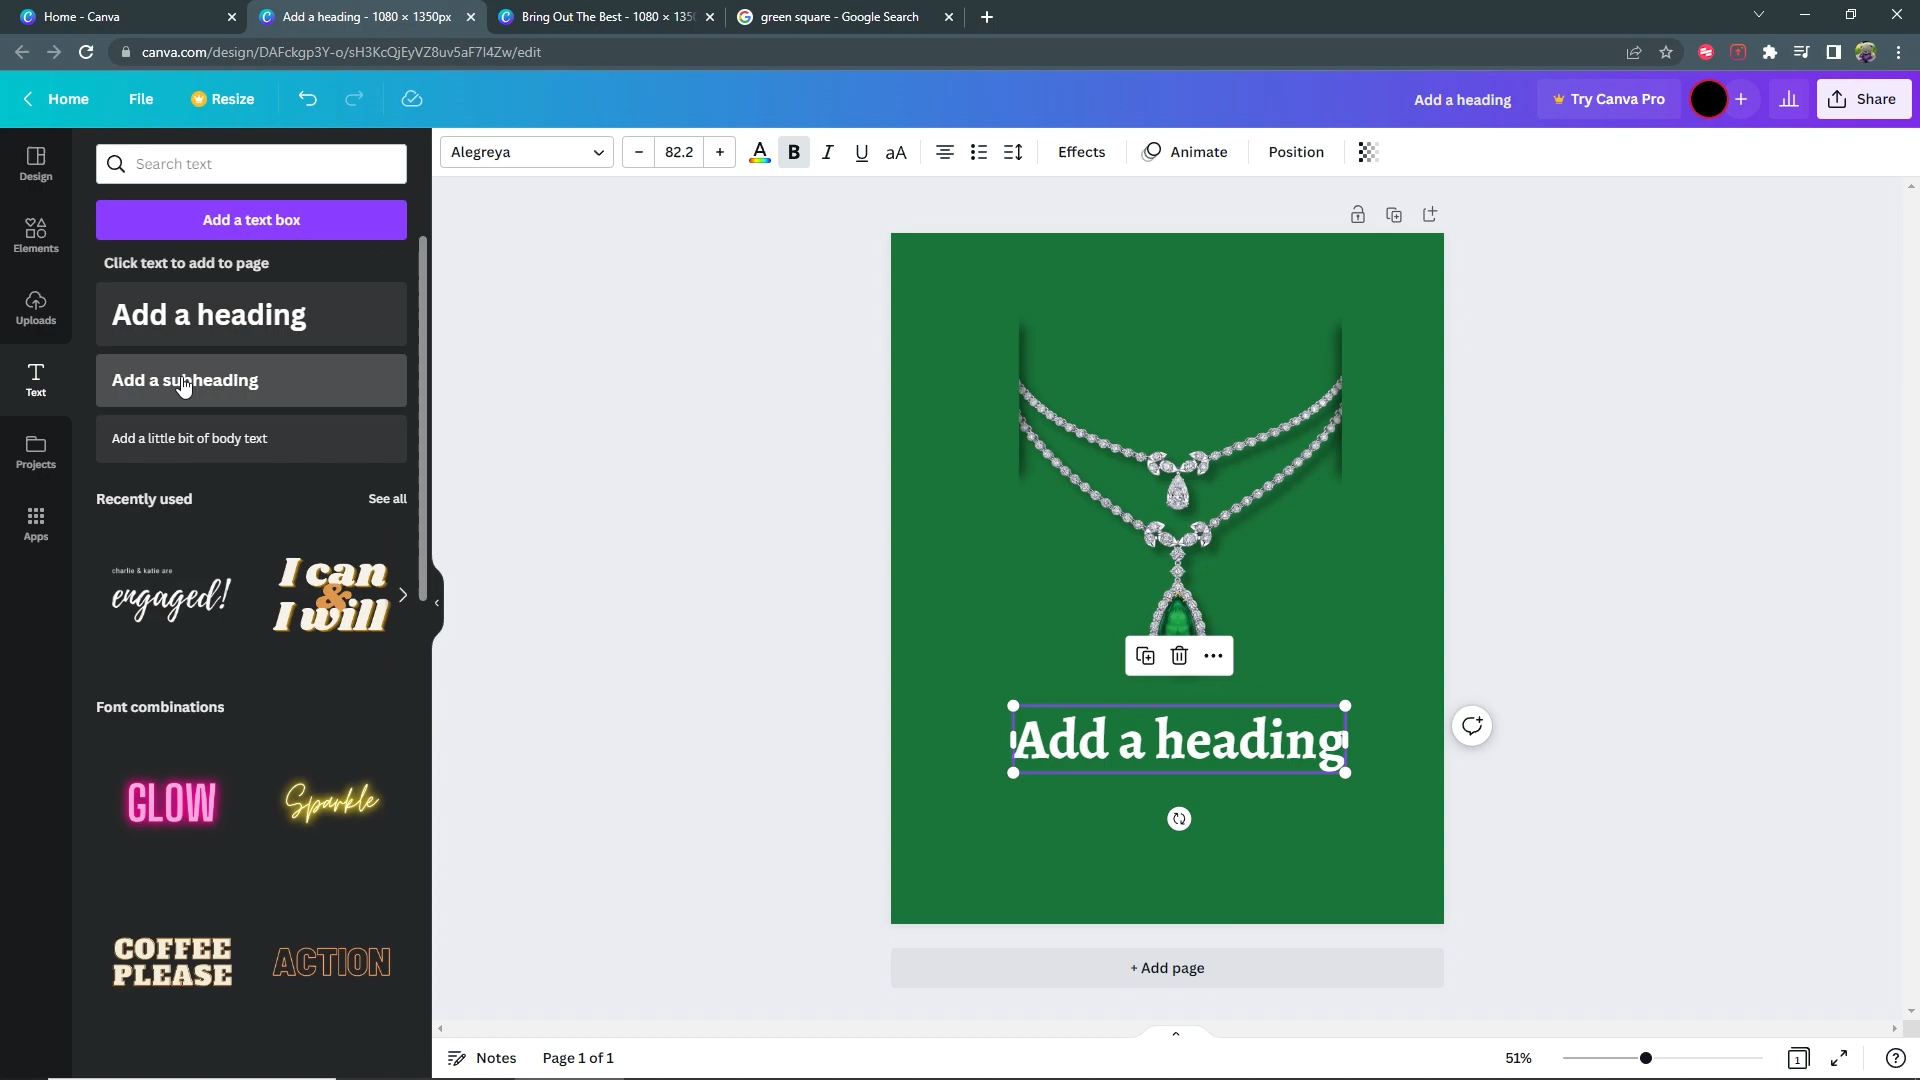 Home - Canva
Add a heading - 1080 × 1350px
Bring Out The Best - 1080 × 135
green square - Google Search
canva.com/design/DAFckgp3Y-o/sH3KcQjEyVZ8uv5aF7I4Zw/edit
Home
File
Resize
Add a heading
Try Canva Pro
Share
Design
Elements
Uploads
Text
Projects
Apps
Search text
Add a text box
Click text to add to page
Add a heading
Add a subheading
Add a little bit of body text
Recently used
See all
charlie & katie are
engaged!
I can
&
I will
Font combinations
GLOW
Sparkle
COFFEE
PLEASE
ACTION
Alegreya
- 82.2 +
A B I U aA
Effects
Animate
Position
Add a heading
+ Add page
Notes
Page 1 of 1
51%
1